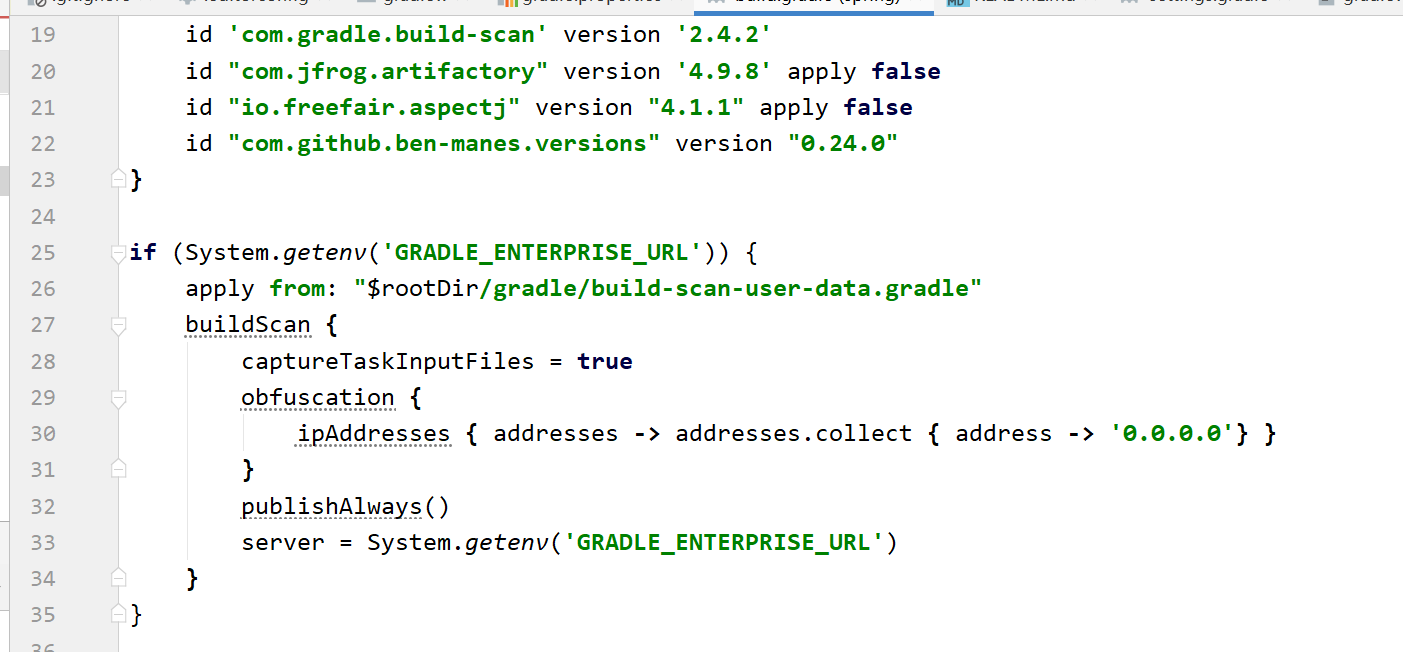 build.gradle (spring)
19 id 'com.gradle.build-scan' version '2.4.2'
20 id "com.jfrog.artifactory" version '4.9.8' apply false
21 id "io.freefair.aspectj" version "4.1.1" apply false
22 id "com.github.ben-manes.versions" version "0.24.0"
23 }
24
25 if (System.getenv('GRADLE_ENTERPRISE_URL')) {
26 apply from: "$rootDir/gradle/build-scan-user-data.gradle"
27 buildScan {
28 captureTaskInputFiles = true
29 obfuscation {
30 ipAddresses { addresses -> addresses.collect { address -> '0.0.0.0'} }
31 }
32 publishAlways()
33 server = System.getenv('GRADLE_ENTERPRISE_URL')
34 }
35 }
36